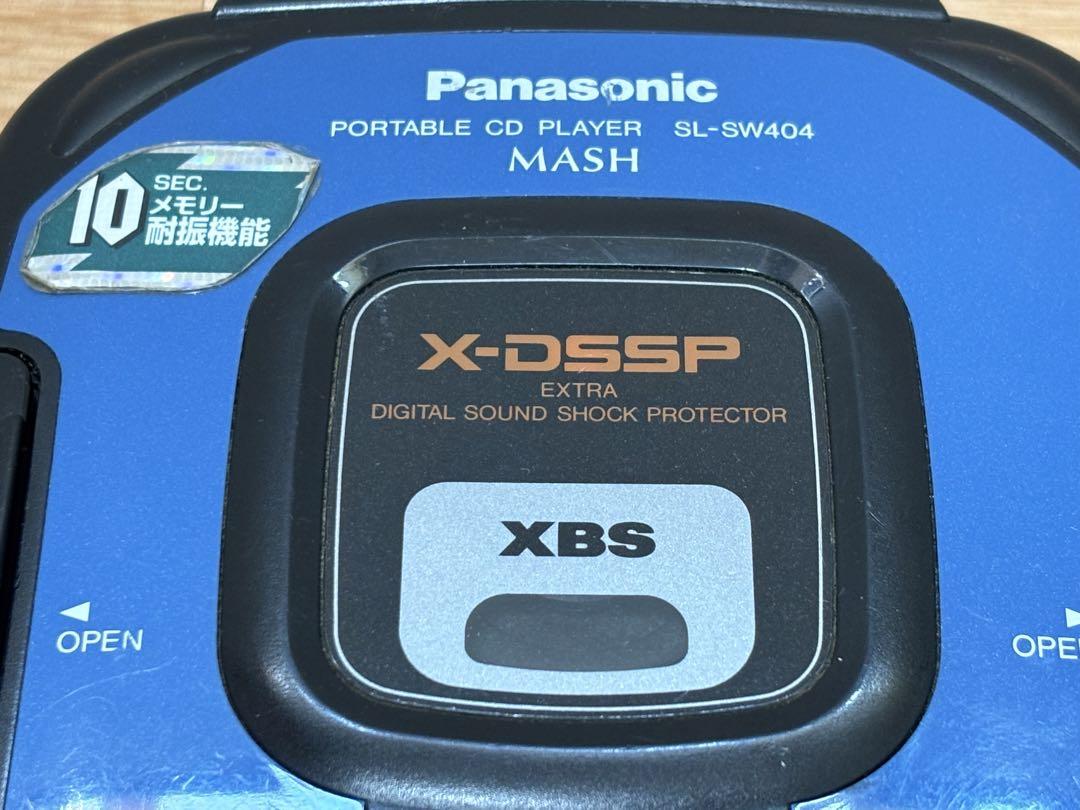 Panasonic
PORTABLE CD PLAYER SL-SW404
MASH
10 SEC.
メモリー
耐振機能
X-DSSP
EXTRA
DIGITAL SOUND SHOCK PROTECTOR
XBS
OPEN
OPEN